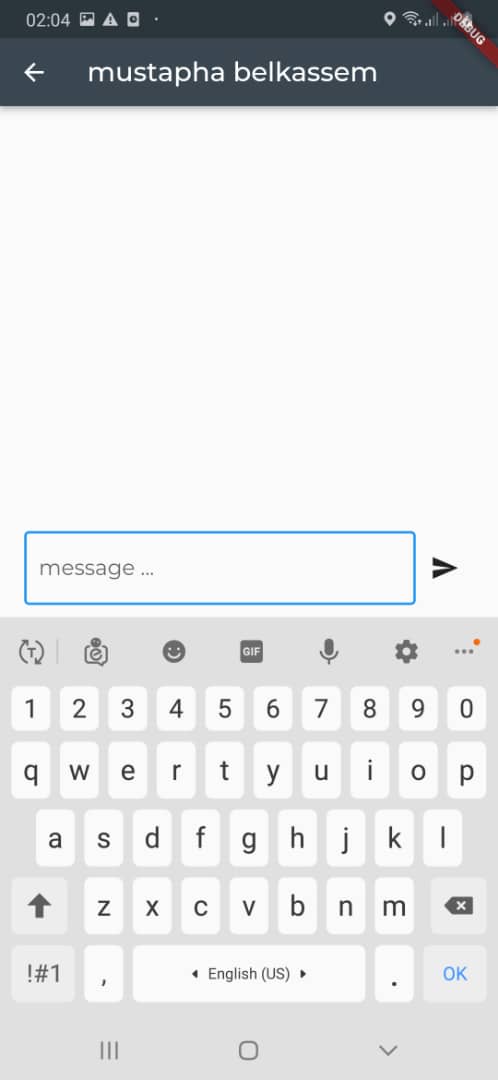 02:04
DEBUG
mustapha belkassem
message ...
GIF
1 2 3 4 5 6 7 8 9 0
q w e r t y u i o p
a s d f g h j k l
z x c v b n m
!#1 , English (US) . OK